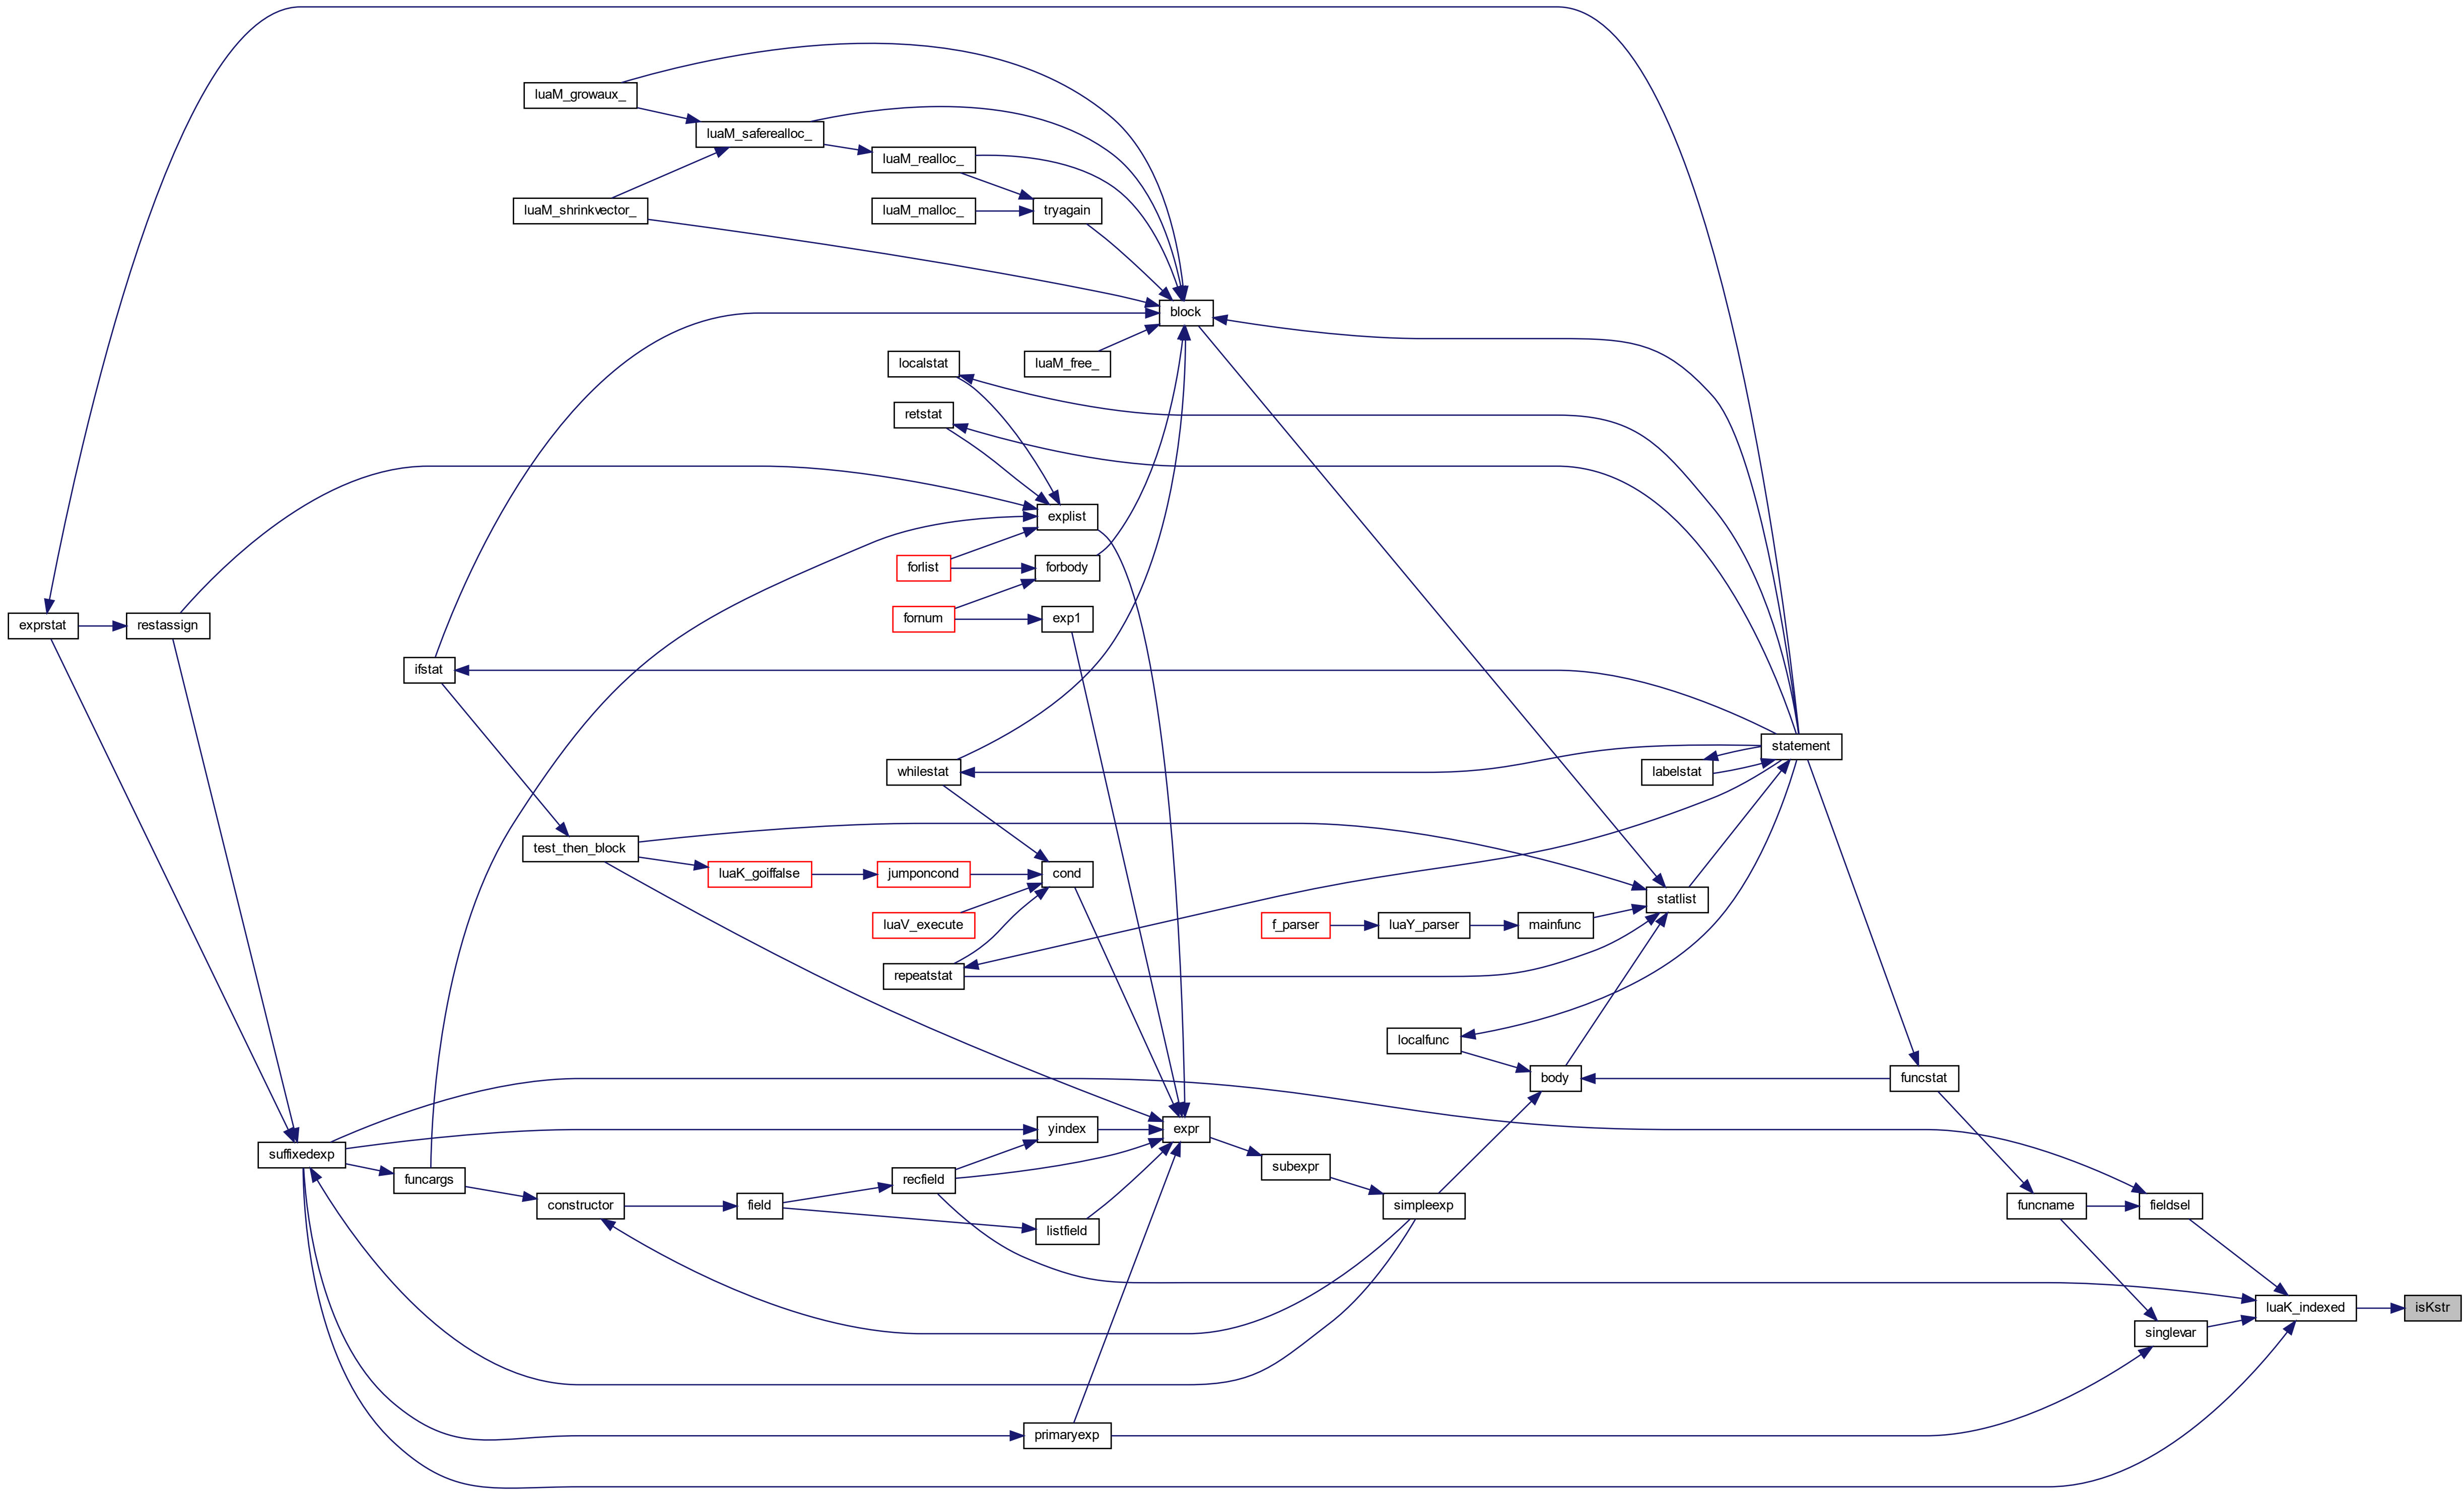 luaM_growaux_
luaM_saferealloc_
luaM_realloc_
luaM_shrinkvector_
luaM_malloc_
tryagain
block
localstat
luaM_free_
retstat
explist
forlist
forbody
exprstat
restassign
fornum
exp1
ifstat
statement
whilestat
labelstat
test_then_block
luaK_goiffalse
jumponcond
cond
statlist
luaV_execute
f_parser
luaY_parser
mainfunc
repeatstat
localfunc
body
funcstat
yindex
expr
suffixedexp
subexpr
funcargs
recfield
constructor
field
simpleexp
funcname
fieldsel
listfield
luaK_indexed
isKstr
singlevar
primaryexp